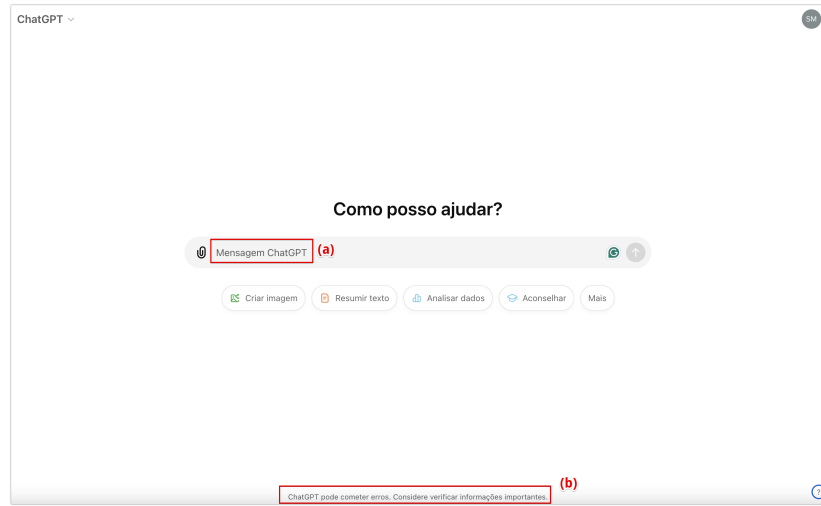 ChatGPT
SM
Como posso ajudar?
Mensagem ChatGPT (a)
Criar imagem Resumir texto Analisar dados Aconselhar Mais
(b)
ChatGPT pode cometer erros. Considere verificar informações importantes.
?